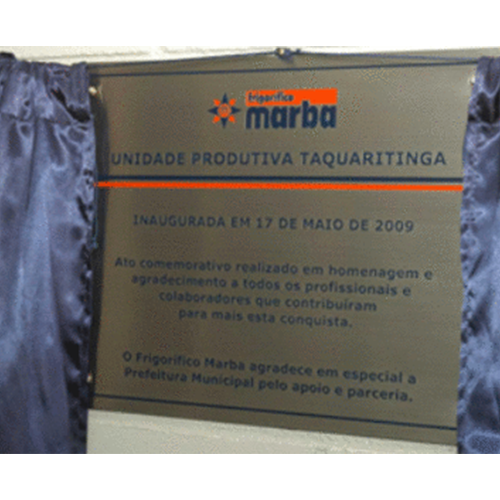 frigorífico
marba
UNIDADE PRODUTIVA TAQUARITINGA
INAUGURADA EM 17 DE MAIO DE 2009
Ato comemorativo realizado em homenagem e
agradecimento a todos os profissionais e
colaboradores que contribuíram
para mais esta conquista.
O Frigorífico Marba agradece em especial a
Prefeitura Municipal pelo apoio e parceria.